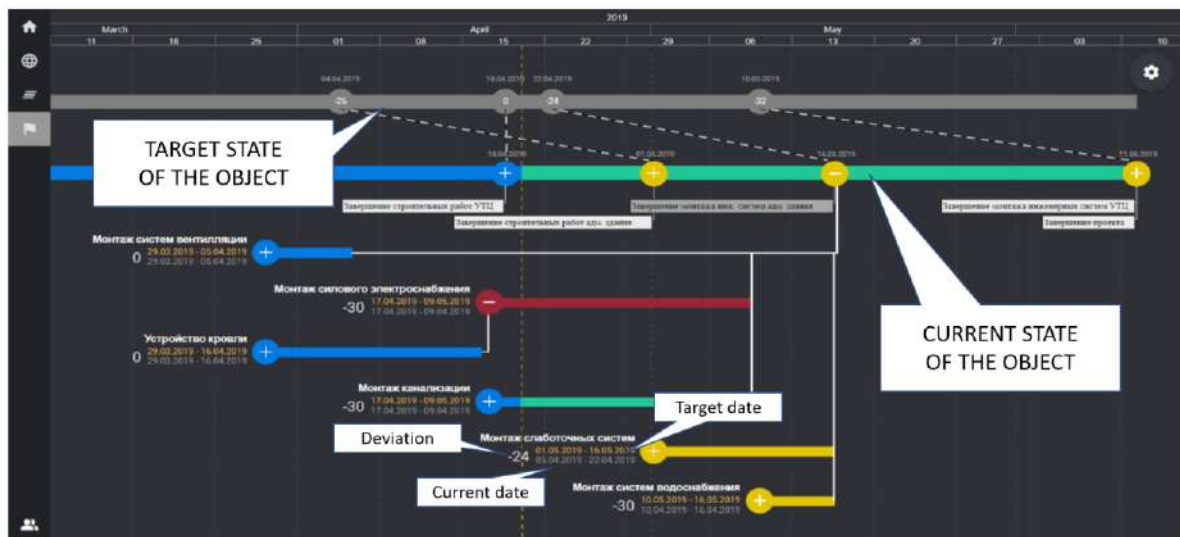 2019
March
April
May
11
18
25
01
08
15
22
29
06
13
20
27
03
10
04.04.2019
18.04.2019
22.04.2019
10.05.2019
0
-24
-32
TARGET STATE
OF THE OBJECT
18.04.2019
01.05.2019
16.05.2019
11.06.2019
Завершение строительных работ УТЦ
Завершение монтажа инж. систем адм. здания
Завершение монтажа инженерных систем УТЦ
Завершение строительных работ адм. здания
Завершение проекта
Монтаж систем вентилляции
0
29.03.2019 - 05.04.2019
29.03.2019 - 05.04.2019
Монтаж силового электроснабжения
-30
17.04.2019 - 09.05.2019
17.04.2019 - 09.04.2019
CURRENT STATE
OF THE OBJECT
Устройство кровли
0
29.03.2019 - 16.04.2019
29.03.2019 - 16.04.2019
Монтаж канализации
-30
17.04.2019 - 09.05.2019
17.04.2019 - 09.04.2019
Target date
Deviation
Монтаж слаботочных систем
-24
01.05.2019 - 16.05.2019
05.04.2019 - 22.04.2019
Current date
Монтаж систем водоснабжения
-30
10.05.2019 - 16.05.2019
10.04.2019 - 16.04.2019